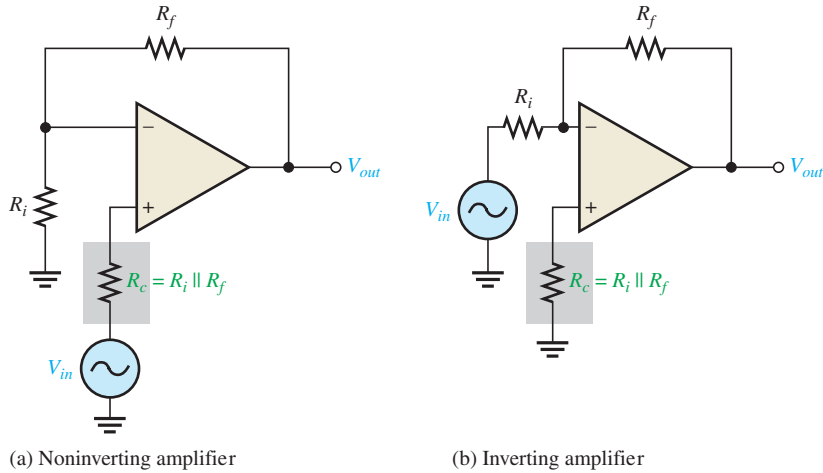 R_f
−
+
R_i
V_out
R_c = R_i || R_f
V_in
(a) Noninverting amplifier
R_f
R_i
−
+
V_in
V_out
R_c = R_i || R_f
(b) Inverting amplifier